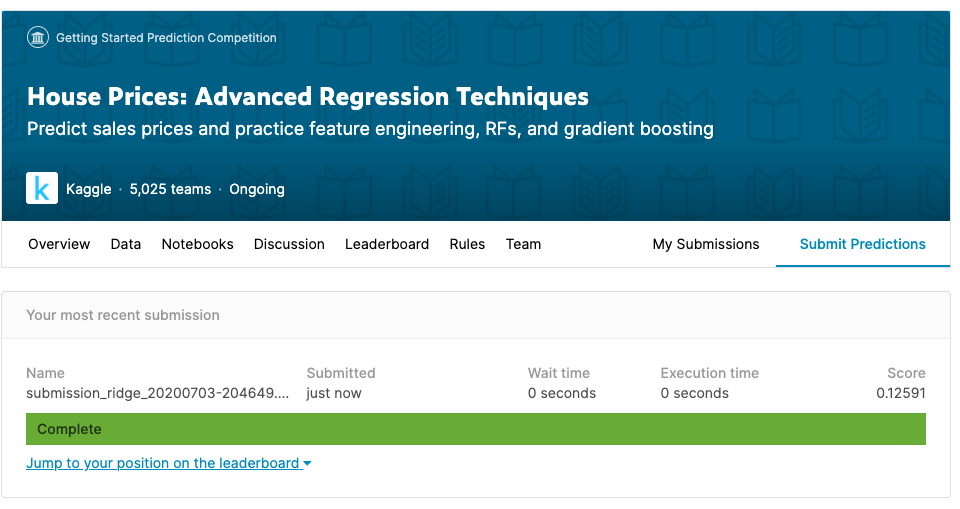 Getting Started Prediction Competition
House Prices: Advanced Regression Techniques
Predict sales prices and practice feature engineering, RFs, and gradient boosting
k Kaggle · 5,025 teams · Ongoing
Overview Data Notebooks Discussion Leaderboard Rules Team My Submissions Submit Predictions
Your most recent submission
Name Submitted Wait time Execution time Score
submission_ridge_20200703-204649.... just now 0 seconds 0 seconds 0.12591
Complete
Jump to your position on the leaderboard